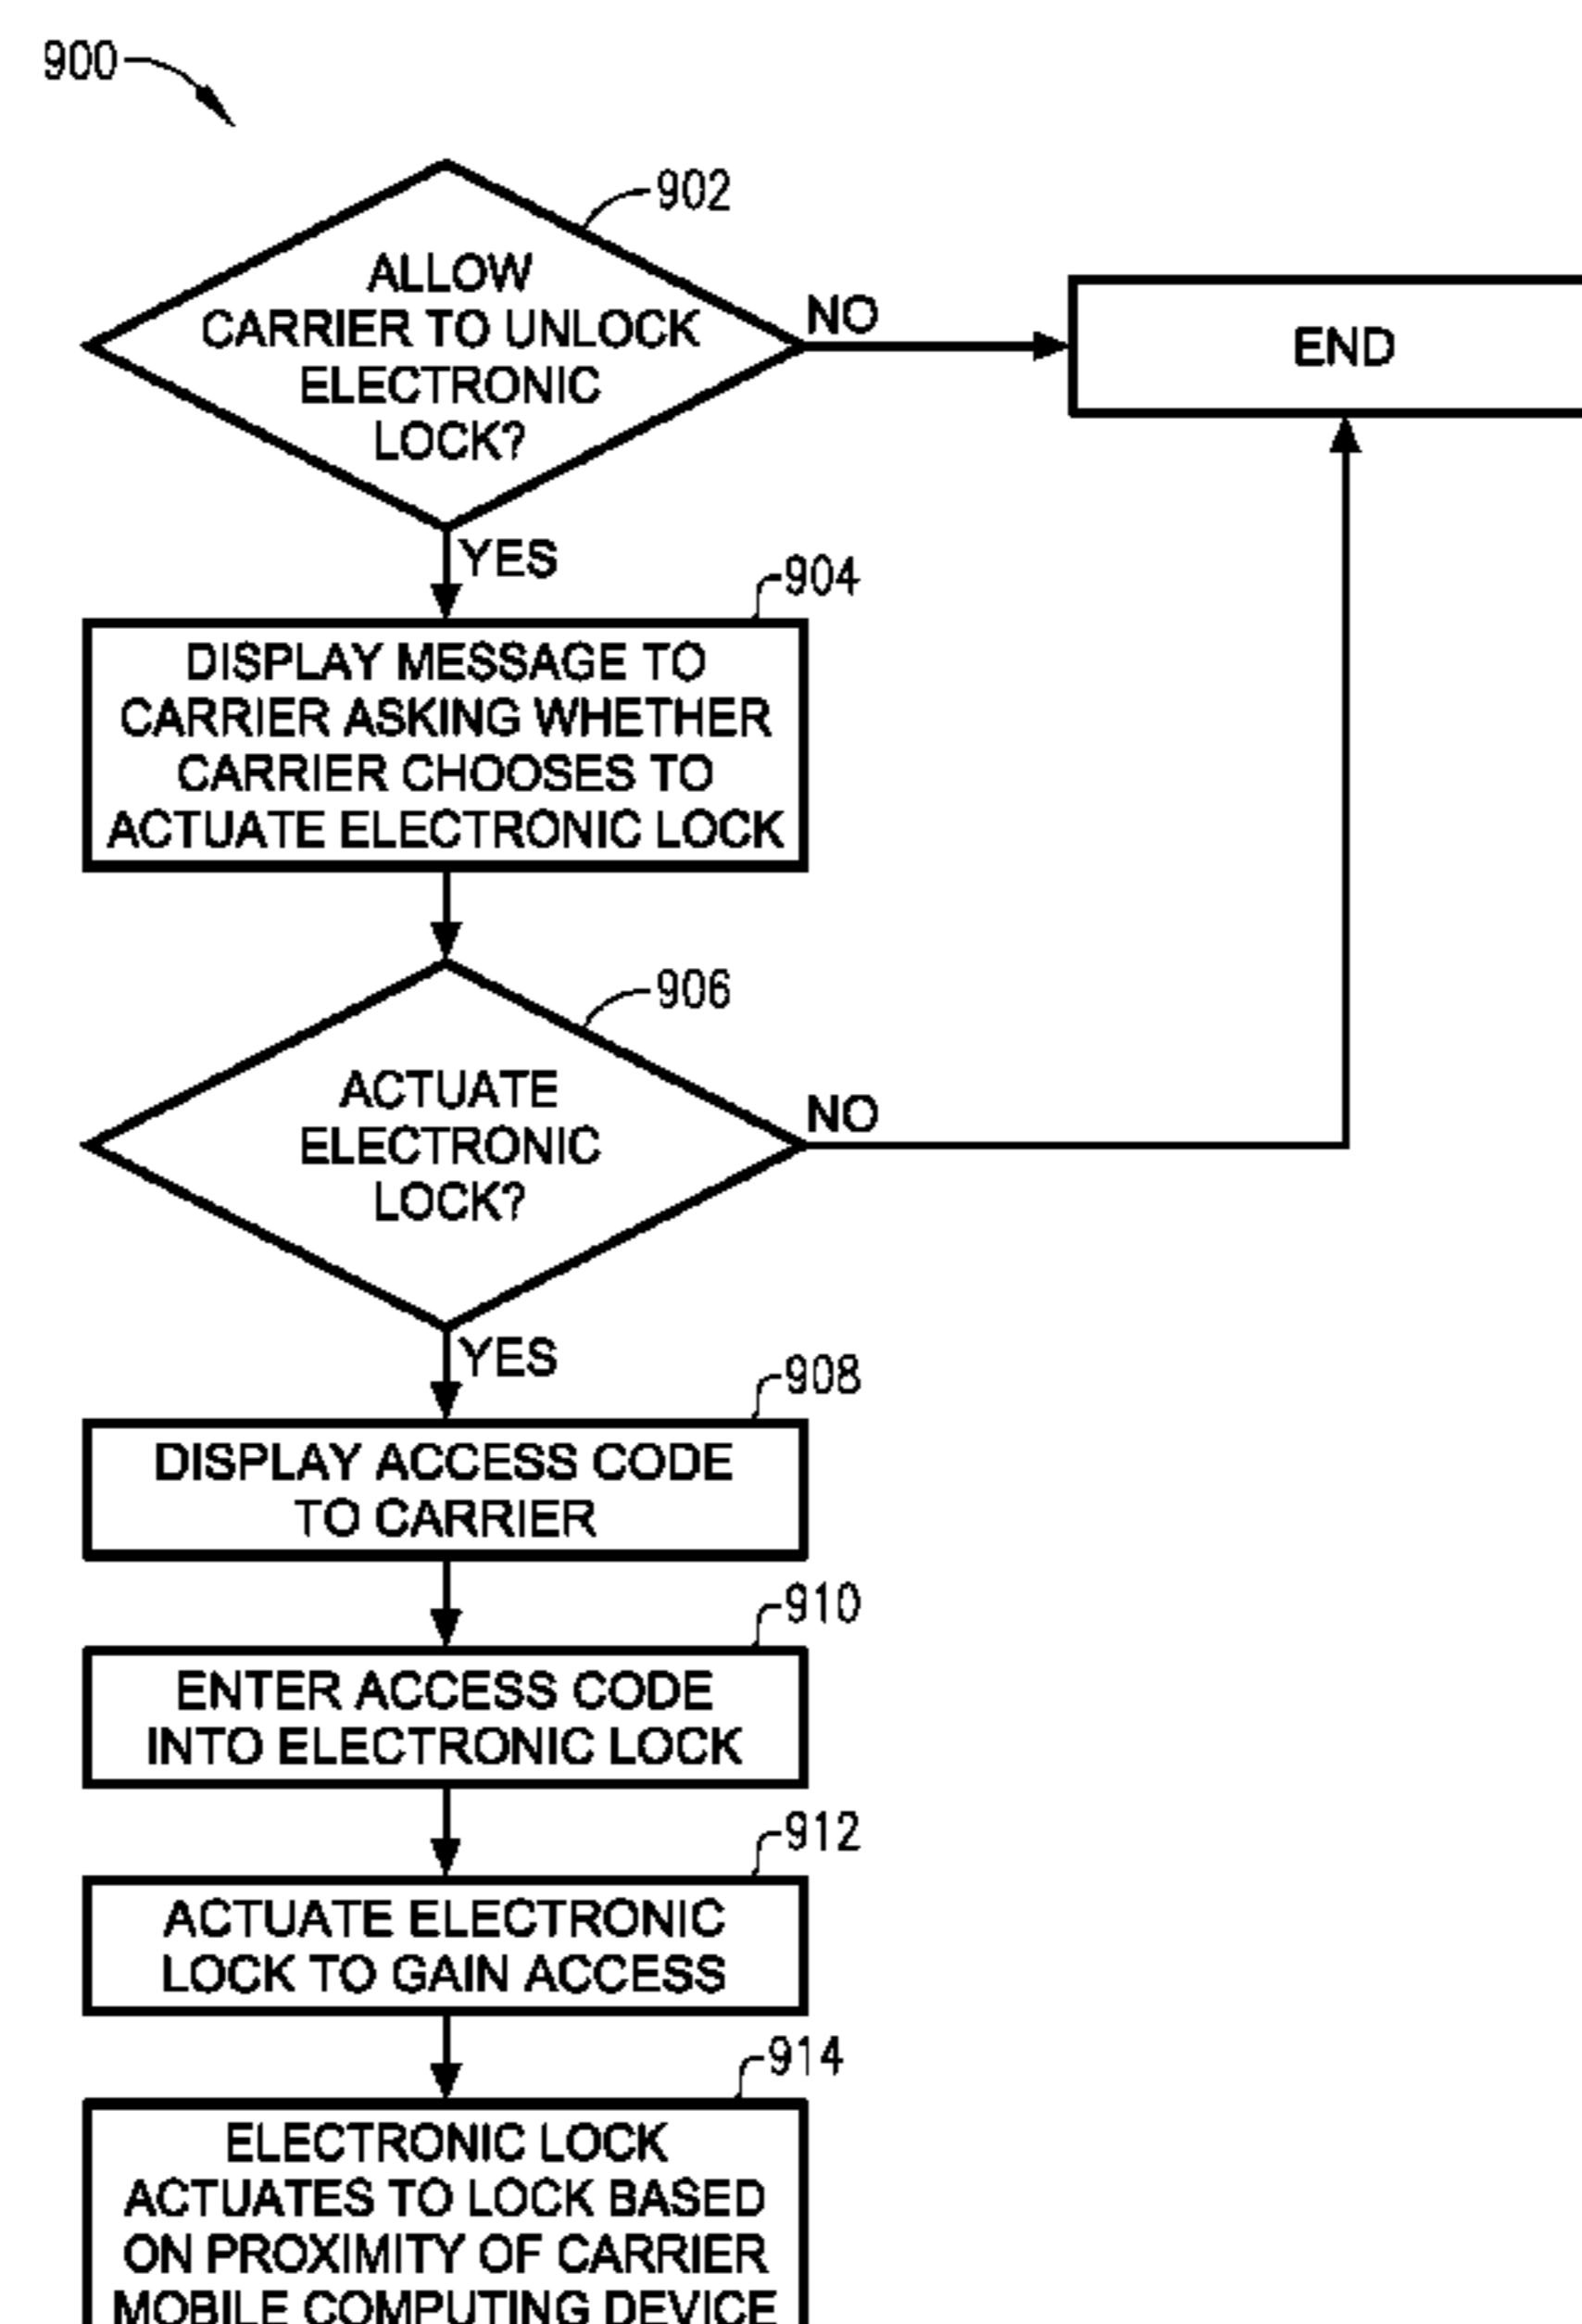 900
902
ALLOW
CARRIER TO UNLOCK
ELECTRONIC
LOCK?
NO
END
YES
904
DISPLAY MESSAGE TO
CARRIER ASKING WHETHER
CARRIER CHOOSES TO
ACTUATE ELECTRONIC LOCK
906
ACTUATE
ELECTRONIC
LOCK?
NO
YES
908
DISPLAY ACCESS CODE
TO CARRIER
910
ENTER ACCESS CODE
INTO ELECTRONIC LOCK
912
ACTUATE ELECTRONIC
LOCK TO GAIN ACCESS
914
ELECTRONIC LOCK
ACTUATES TO LOCK BASED
ON PROXIMITY OF CARRIER
MOBILE COMPUTING DEVICE